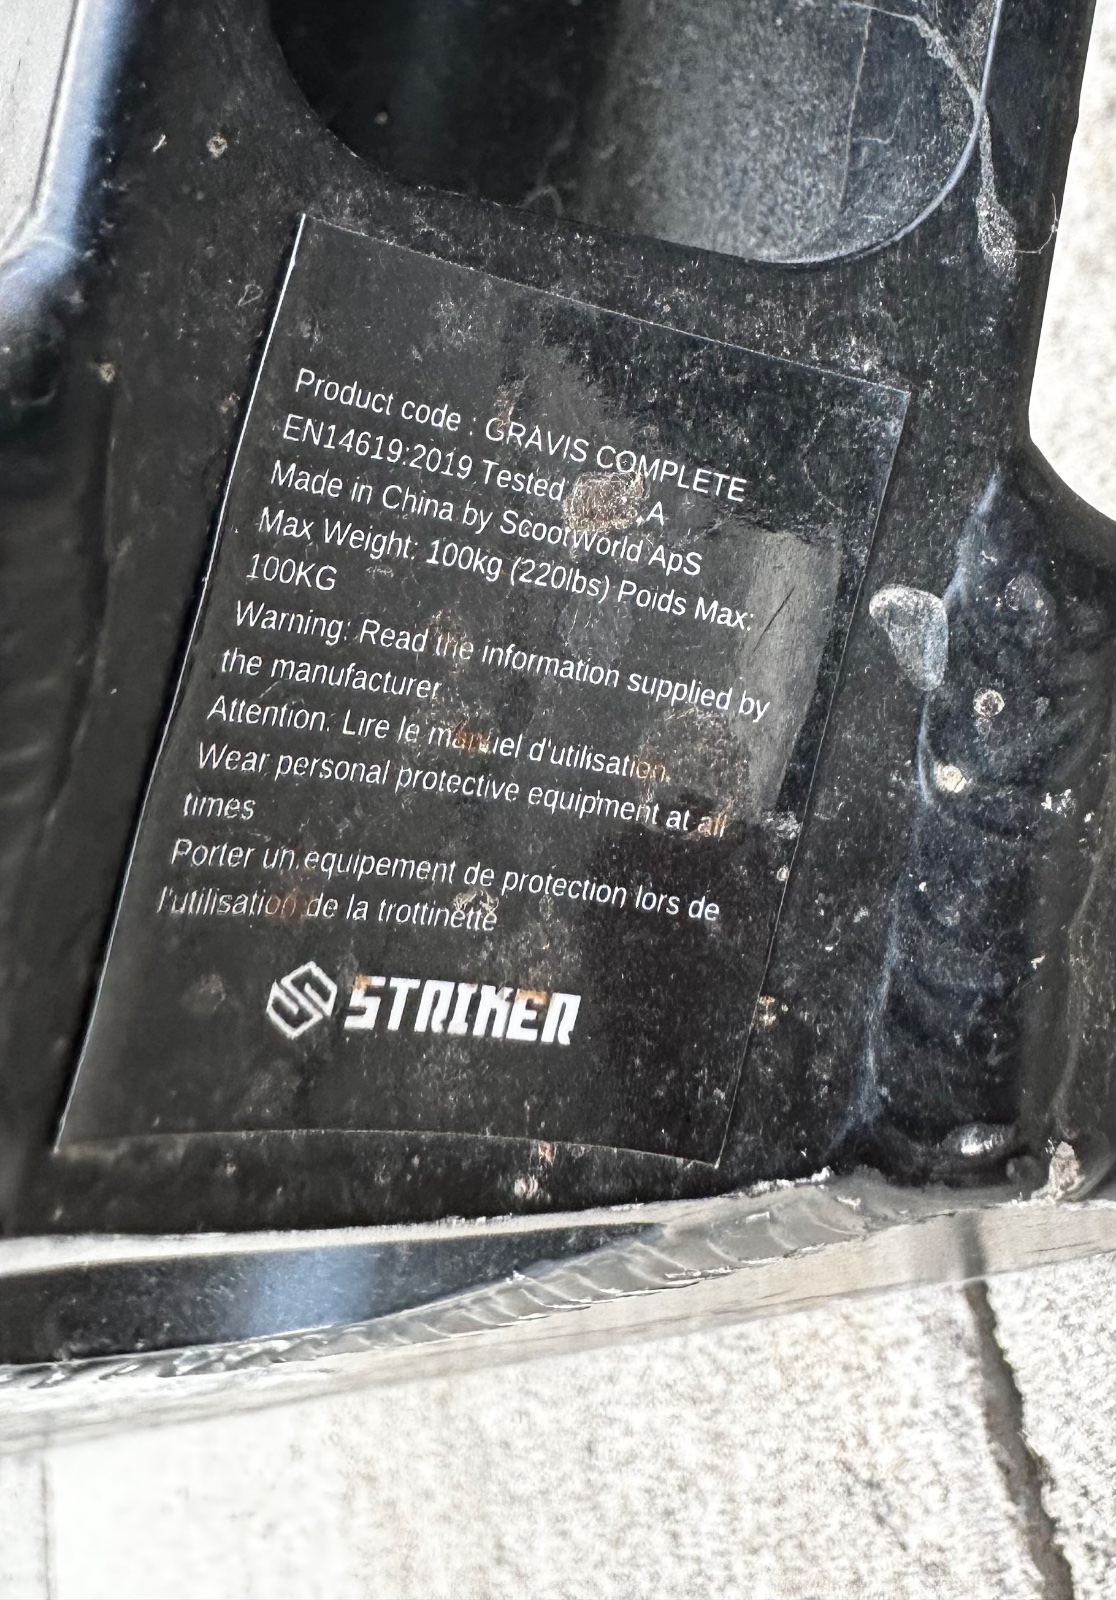 Product code : GRAVIS COMPLETE
EN14619:2019 Tested
Made in China by ScootWorld ApS
Max Weight: 100kg (220lbs) Poids Max:
100KG
Warning: Read the information supplied by
the manufacturer
Attention. Lire le manuel d'utilisation.
Wear personal protective equipment at all
times
Porter un equipement de protection lors de
l'utilisation de la trottinette
STRIKER